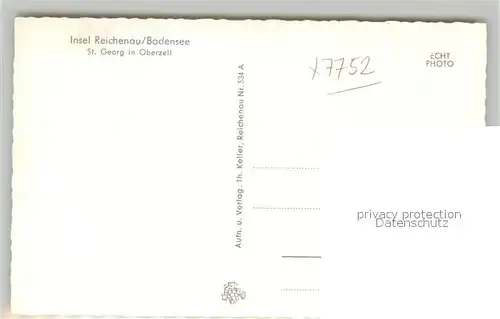 Insel Reichenau/Bodensee
St. Georg in Oberzell
x7752
ECHT
PHOTO
Aufn. u. Verlag: Th. Keller, Reichenau Nr. 534 A
privacy protection
Datenschutz